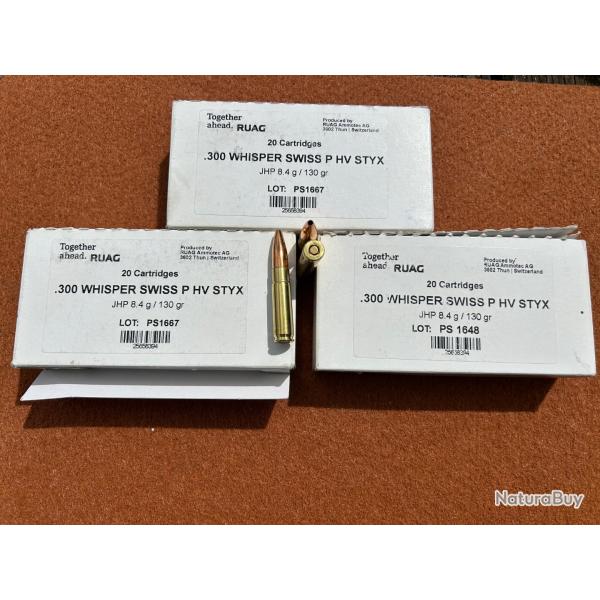 Together
ahead. RUAG
Produced by
RUAG Ammotec AG
3602 Thun | Switzerland
20 Cartridges
.300 WHISPER SWISS P HV STYX
JHP 8.4 g / 130 gr
LOT: PS1667
25656394
Together
ahead. RUAG
Produced by
RUAG Ammotec AG
3602 Thun | Switzerland
20 Cartridges
.300 WHISPER SWISS P HV STYX
JHP 8.4 g / 130 gr
LOT: PS1667
25656394
Together
ahead. RUAG
Produced by
RUAG Ammotec AG
3602 Thun | Switzerland
20 Cartridges
.300 WHISPER SWISS P HV STYX
JHP 8.4 g / 130 gr
LOT: PS 1648
NaturaBuy